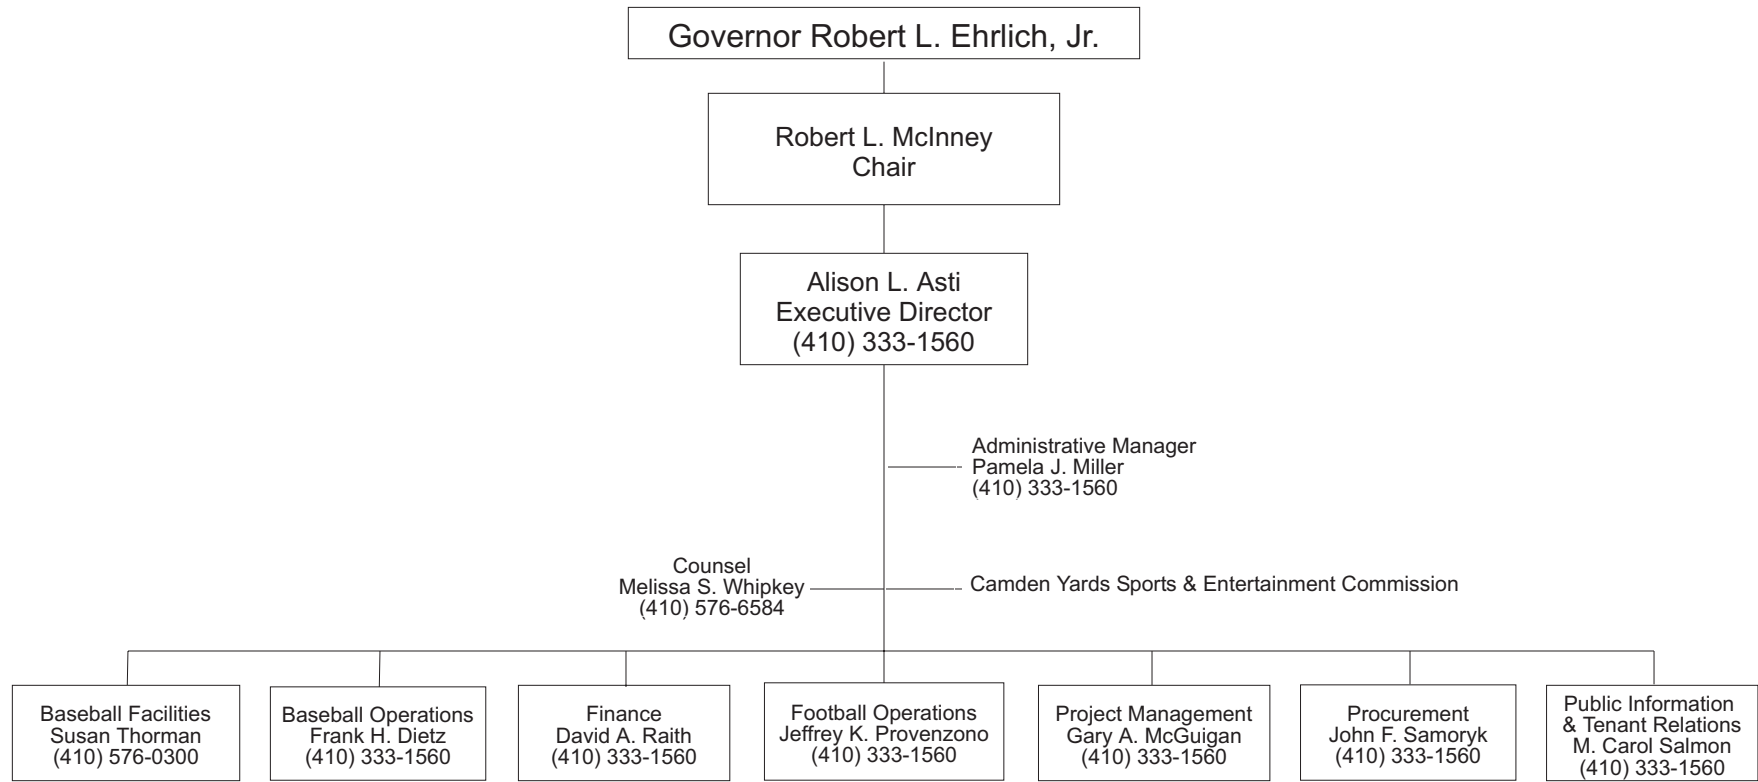 Governor Robert L. Ehrlich, Jr.
Robert L. McInney
Chair
Alison L. Asti
Executive Director
(410) 333-1560
Administrative Manager
Pamela J. Miller
(410) 333-1560
Counsel
Melissa S. Whipkey
(410) 576-6584
Camden Yards Sports & Entertainment Commission
Baseball Facilities
Susan Thorman
(410) 576-0300
Baseball Operations
Frank H. Dietz
(410) 333-1560
Finance
David A. Raith
(410) 333-1560
Football Operations
Jeffrey K. Provenzono
(410) 333-1560
Project Management
Gary A. McGuigan
(410) 333-1560
Procurement
John F. Samoryk
(410) 333-1560
Public Information
& Tenant Relations
M. Carol Salmon
(410) 333-1560